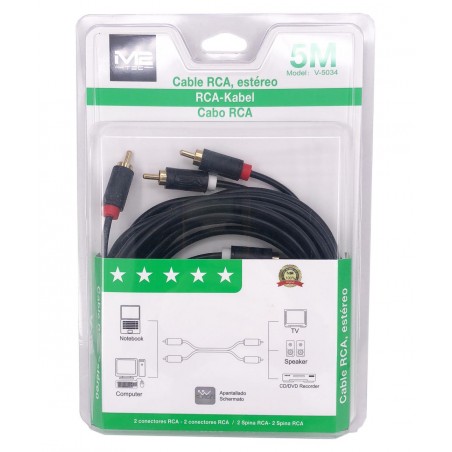 5M
Model: V-5034
Cable RCA, estéreo
RCA-Kabel
Cabo RCA
Notebook
TV
Speaker
Computer
Apantallado
Schermato
CD/DVD Recorder
2 conectores RCA - 2 conectores RCA / 2 Spina RCA- 2 Spina RCA
Cable RCA, estéreo